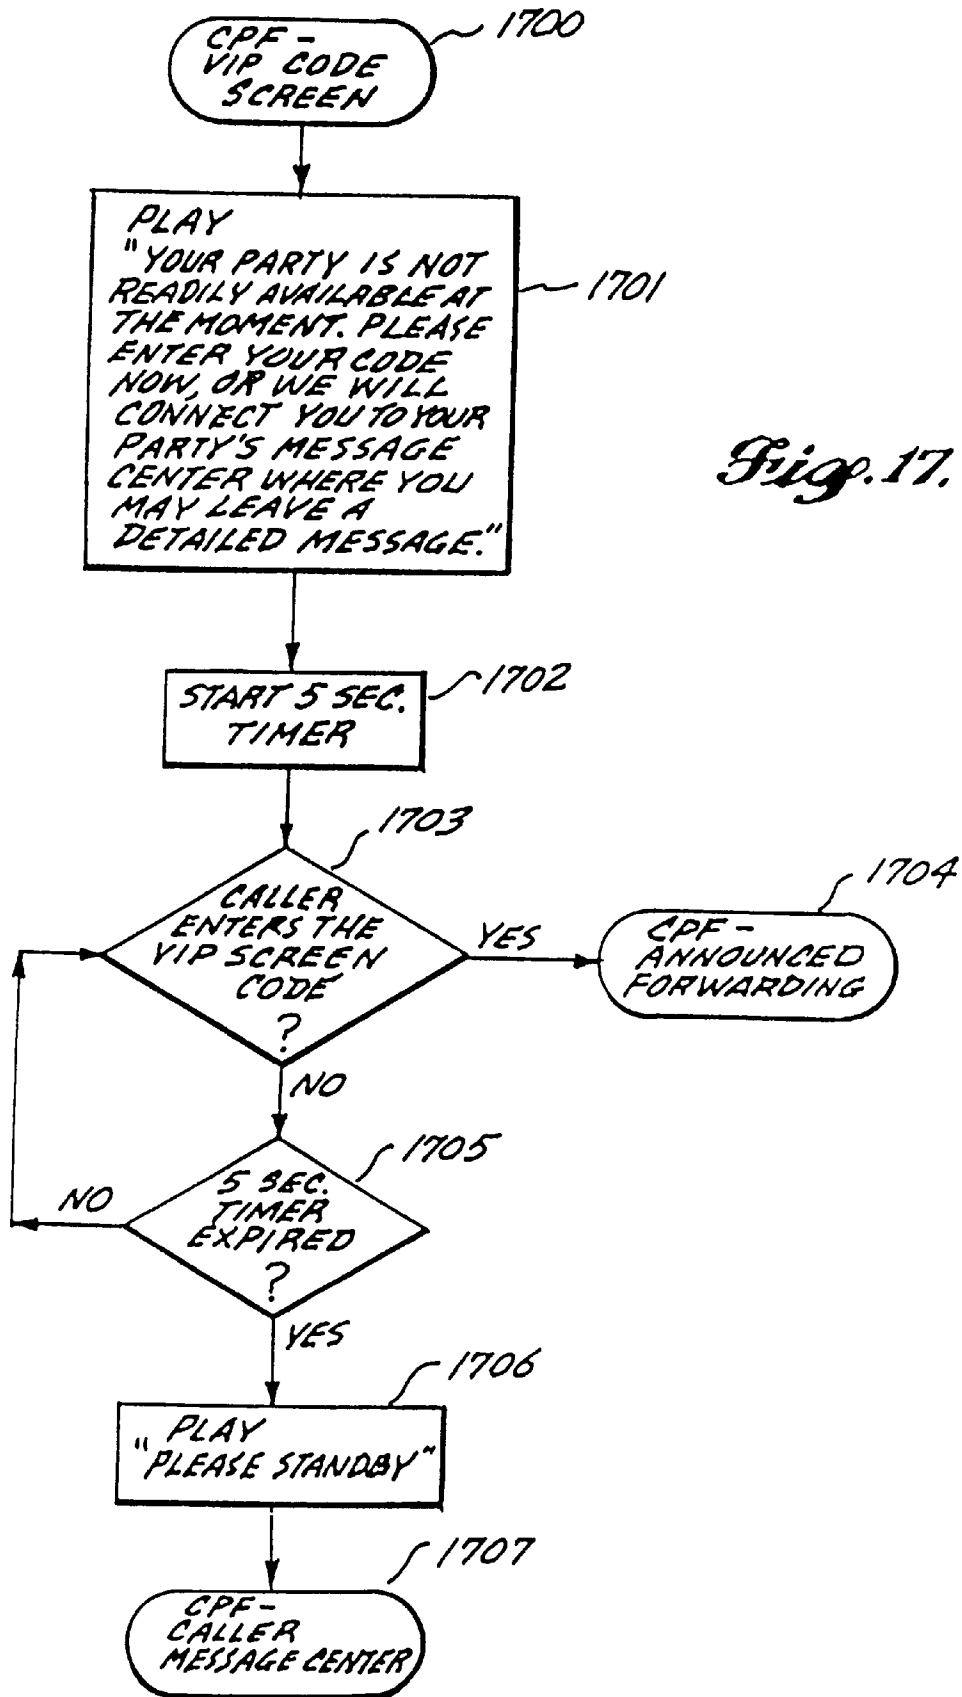 1700
CPF -
VIP CODE
SCREEN
PLAY
"YOUR PARTY IS NOT
READILY AVAILABLE AT
THE MOMENT. PLEASE
ENTER YOUR CODE
NOW, OR WE WILL
CONNECT YOU TO YOUR
PARTY'S MESSAGE
CENTER WHERE YOU
MAY LEAVE A
DETAILED MESSAGE."
1701
Fig. 17.
START 5 SEC.
TIMER
1702
1703
CALLER
ENTERS THE
VIP SCREEN
CODE
?
YES
1704
CPF -
ANNOUNCED
FORWARDING
NO
1705
5 SEC.
TIMER
EXPIRED
?
NO
YES
1706
PLAY
"PLEASE STANDBY"
1707
CPF -
CALLER
MESSAGE CENTER